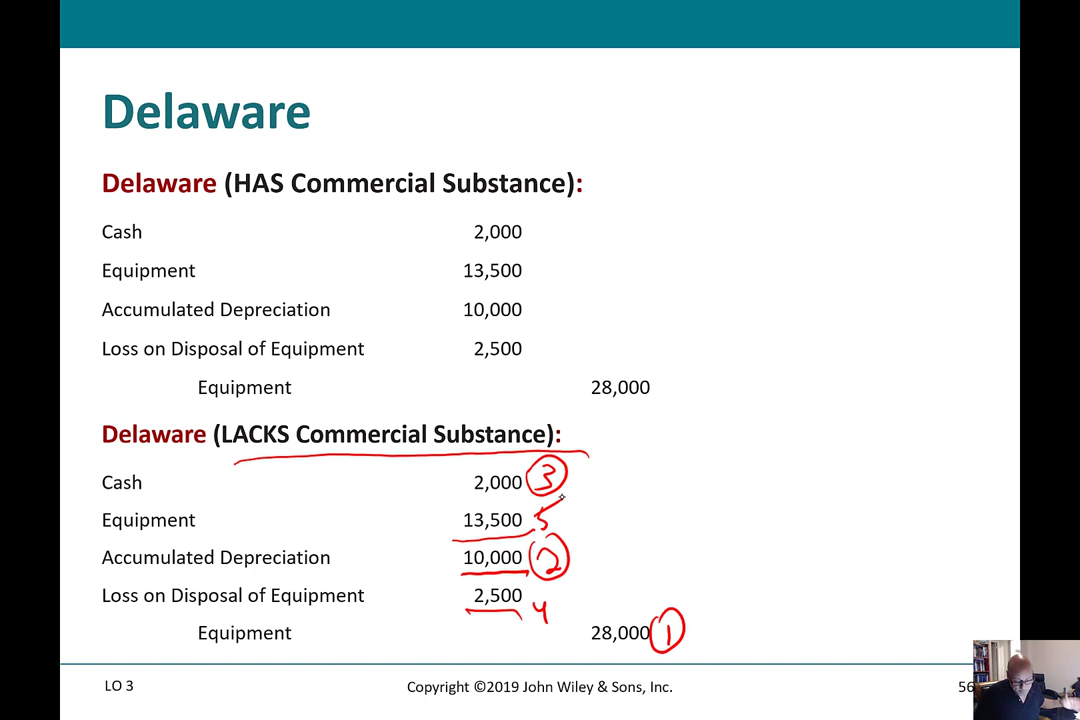 Delaware
Delaware (HAS Commercial Substance):
Cash 2,000
Equipment 13,500
Accumulated Depreciation 10,000
Loss on Disposal of Equipment 2,500
Equipment 28,000
Delaware (LACKS Commercial Substance):
Cash 2,000 3
Equipment 13,500 5
Accumulated Depreciation 10,000 2
Loss on Disposal of Equipment 2,500 4
Equipment 28,000 1
LO 3 Copyright ©2019 John Wiley & Sons, Inc. 56